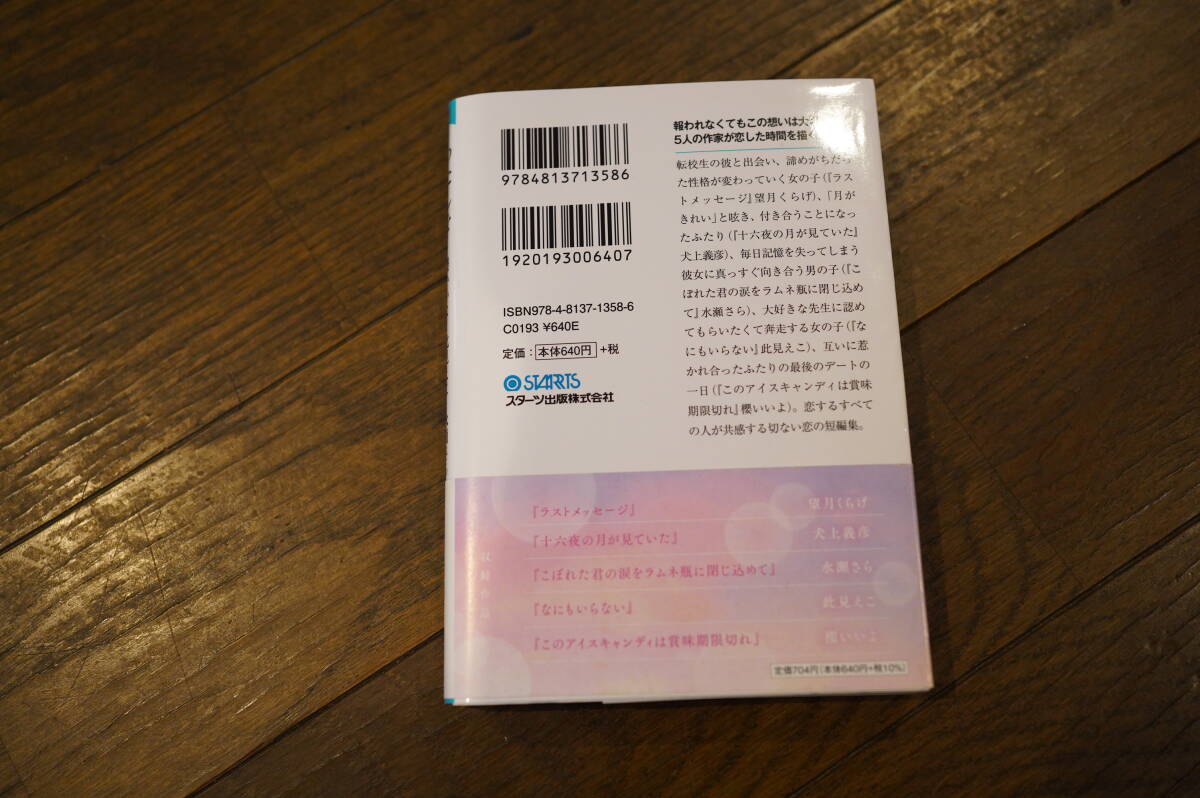 9784813713586
1920193006407
ISBN978-4-8137-1358-6
C0193 ¥640E
定価：本体640円+税
STARTS
スターツ出版株式会社
報われなくてもこの想いは大
5人の作家が恋した時間を描
転校生の彼と出会い、諦めがちだっ
た性格が変わっていく女の子(『ラス
トメッセージ』望月くらげ)、「月が
きれい」と呟き、付き合うことになっ
たふたり(『十六夜の月が見ていた』
犬上義彦)、毎日記憶を失ってしまう
彼女に真っすぐ向き合う男の子(『こ
ぼれた君の涙をラムネ瓶に閉じ込め
て』水瀬さら)、大好きな先生に認め
てもらいたくて奔走する女の子(『な
にもいらない』此見えこ)、互いに惹
かれ合ったふたりの最後のデートの
一日(『このアイスキャンディは賞味
期限切れ』櫻いいよ)。恋するすべて
の人が共感する切ない恋の短編集。
収録作品
『ラストメッセージ』 望月くらげ
『十六夜の月が見ていた』 犬上義彦
『こぼれた君の涙をラムネ瓶に閉じ込めて』 水瀬さら
『なにもいらない』 此見えこ
『このアイスキャンディは賞味期限切れ』 櫻いいよ
定価704円(本体640円+税10%)